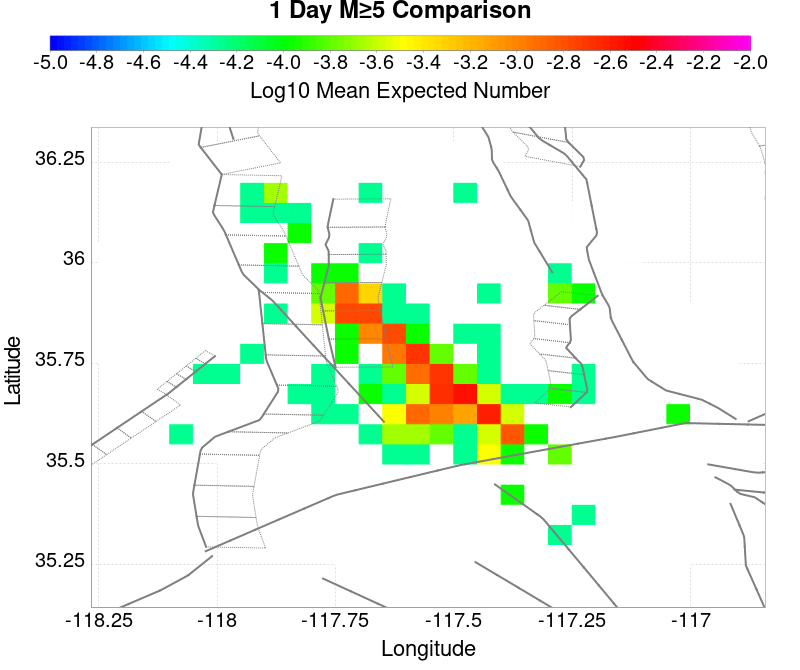 1 Day M≥5 Comparison
-5.0 -4.8 -4.6 -4.4 -4.2 -4.0 -3.8 -3.6 -3.4 -3.2 -3.0 -2.8 -2.6 -2.4 -2.2 -2.0
Log10 Mean Expected Number
36.25
36
35.75
35.5
35.25
Latitude
-118.25 -118 -117.75 -117.5 -117.25 -117
Longitude